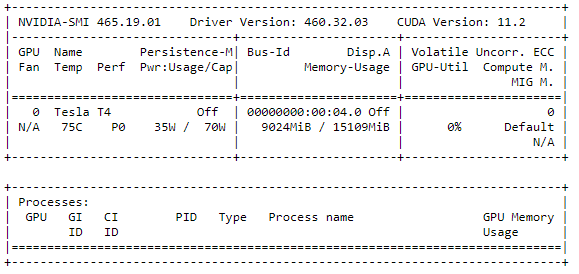 +-----------------------------------------------------------------------------+
| NVIDIA-SMI 465.19.01    Driver Version: 460.32.03    CUDA Version: 11.2     |
|-------------------------------+----------------------+----------------------+
| GPU  Name        Persistence-M| Bus-Id        Disp.A | Volatile Uncorr. ECC |
| Fan  Temp  Perf  Pwr:Usage/Cap|         Memory-Usage | GPU-Util  Compute M. |
|                               |                      |               MIG M. |
|===============================+======================+======================|
|   0  Tesla T4            Off  | 00000000:00:04.0 Off |                    0 |
| N/A   75C    P0    35W /  70W |   9024MiB / 15109MiB |      0%      Default |
|                               |                      |                  N/A |
+-------------------------------+----------------------+----------------------+
+-----------------------------------------------------------------------------+
| Processes:                                                                  |
|  GPU   GI   CI        PID   Type   Process name                  GPU Memory |
|        ID   ID                                                   Usage      |
|=============================================================================|
+-----------------------------------------------------------------------------+